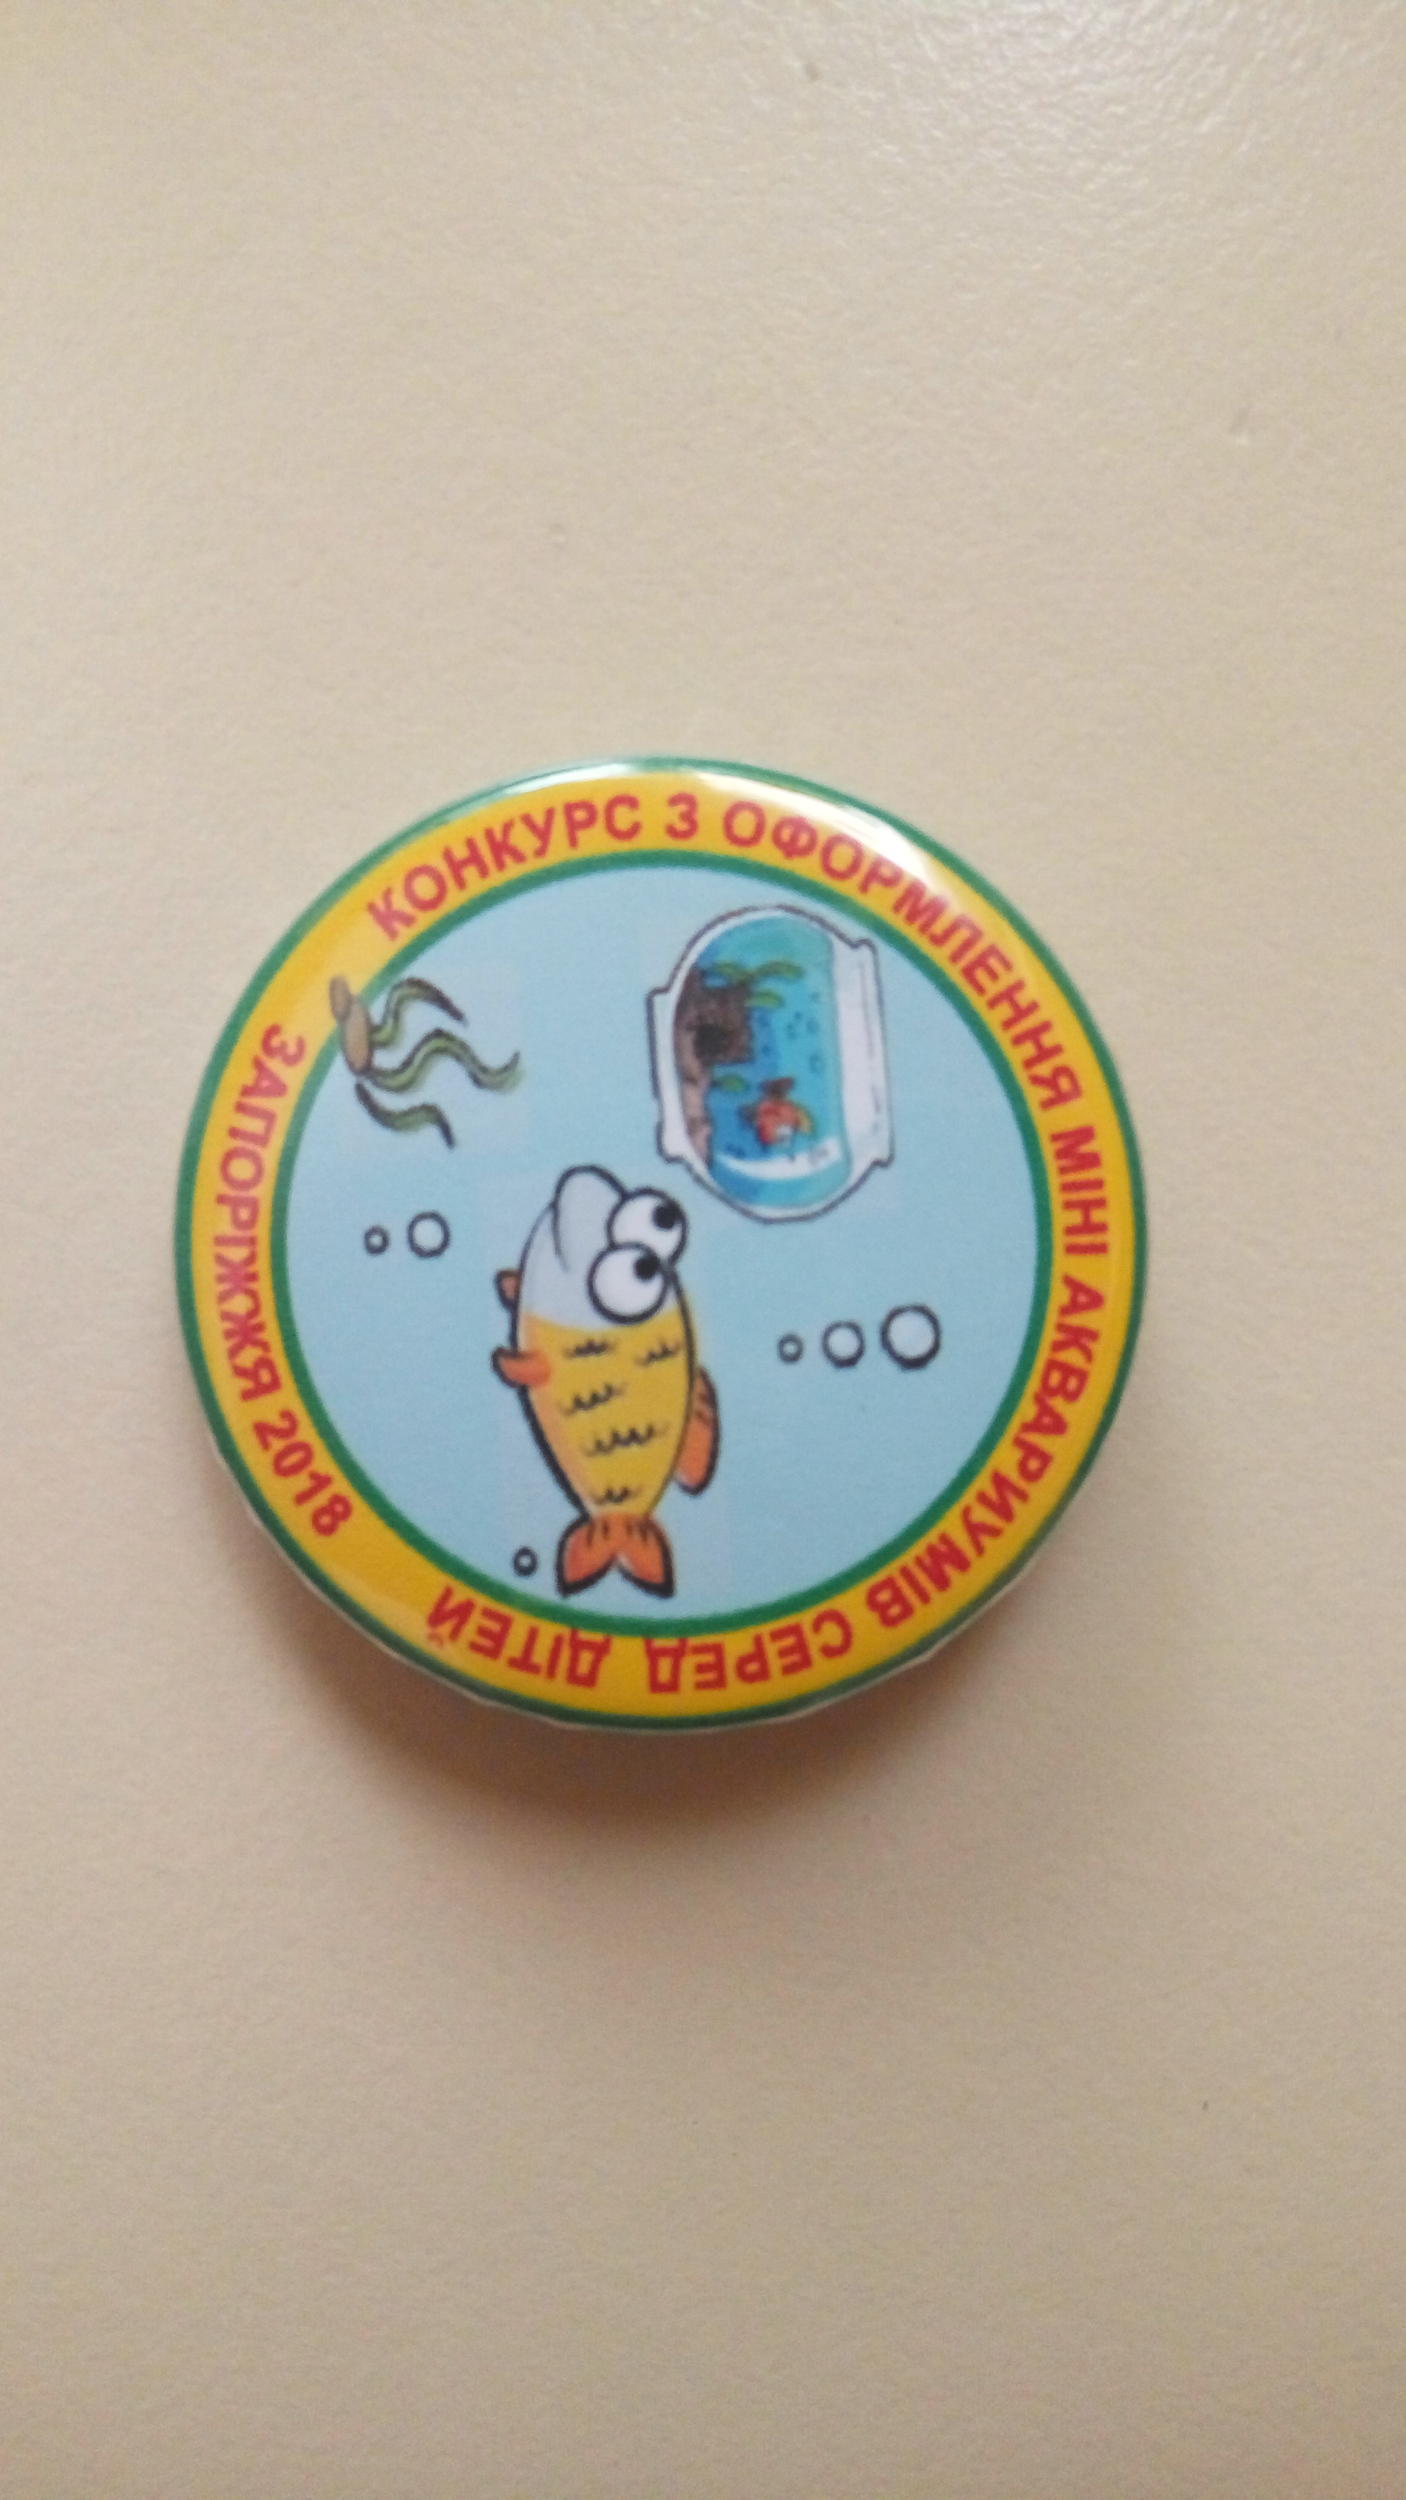 КОНКУРС З ОФОРМЛЕННЯ МІНІ АКВАРИУМІВ СЕРЕД ДІТЕЙ
ЗАПОРІЖЖЯ 2018